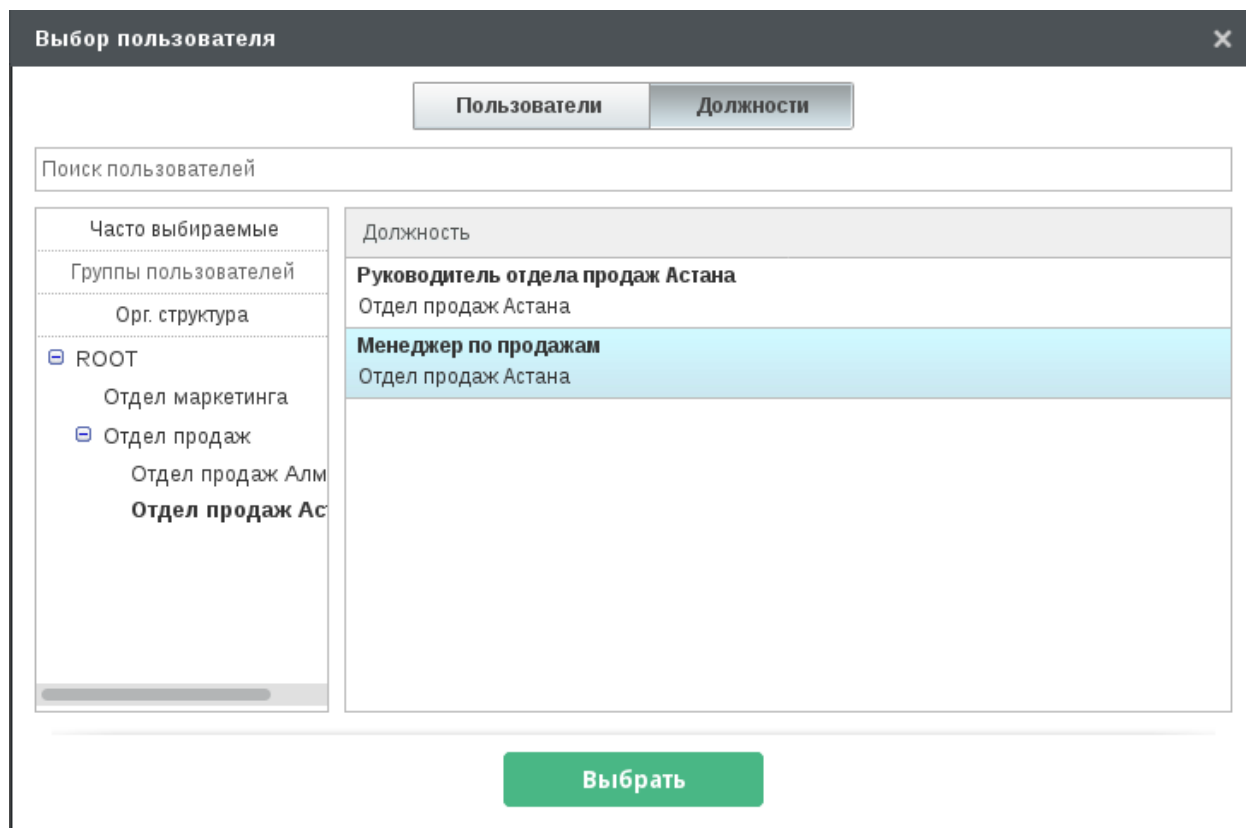 Выбор пользователя
Пользователи
Должности
Поиск пользователей
Часто выбираемые
Группы пользователей
Орг. структура
ROOT
Отдел маркетинга
Отдел продаж
Отдел продаж Алм
Отдел продаж Ас
Должность
Руководитель отдела продаж Астана
Отдел продаж Астана
Менеджер по продажам
Отдел продаж Астана
Выбрать